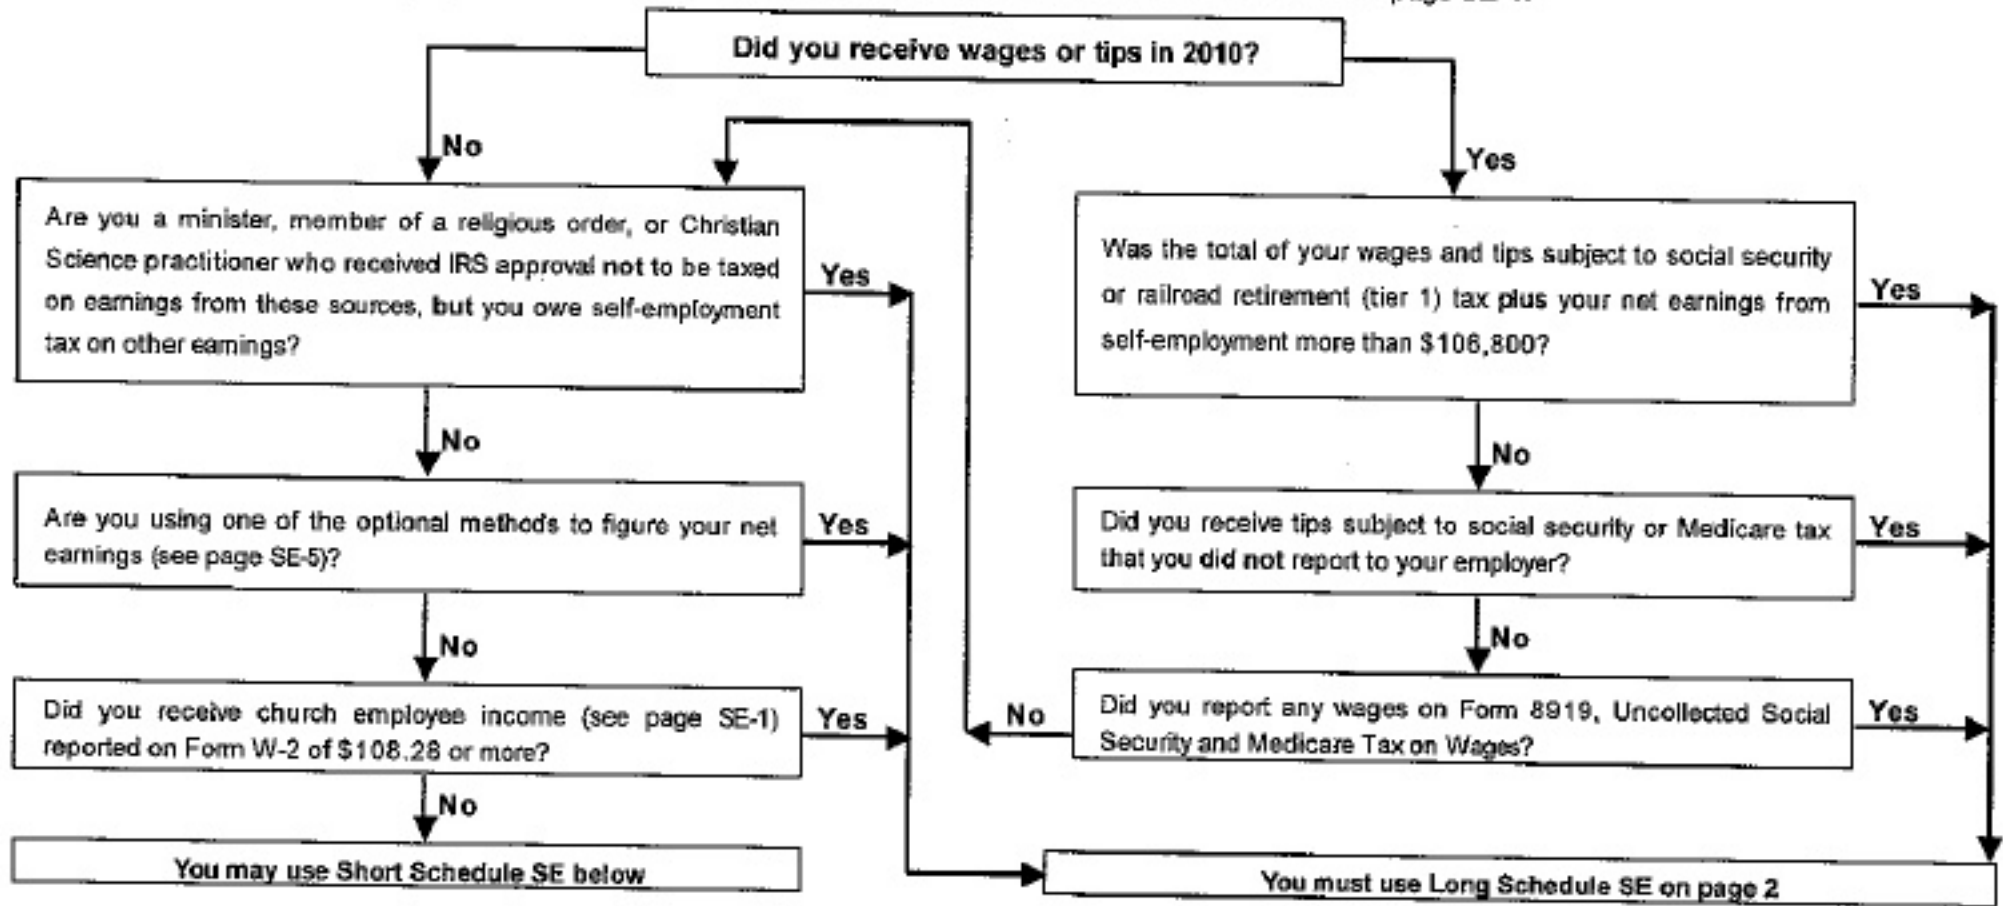 Did you receive wages or tips in 2010?
No
Yes
Are you a minister, member of a religious order, or Christian
Science practitioner who received IRS approval not to be taxed
on earnings from these sources, but you owe self-employment
tax on other earnings?
Yes
Was the total of your wages and tips subject to social security
or railroad retirement (tier 1) tax plus your net earnings from
self-employment more than $106,800?
Yes
No
No
Are you using one of the optional methods to figure your net
earnings (see page SE-5)?
Yes
Did you receive tips subject to social security or Medicare tax
that you did not report to your employer?
Yes
No
No
Did you receive church employee income (see page SE-1)
reported on Form W-2 of $108.28 or more?
Yes
No
Did you report any wages on Form 8919, Uncollected Social
Security and Medicare Tax on Wages?
Yes
No
You may use Short Schedule SE below
You must use Long Schedule SE on page 2